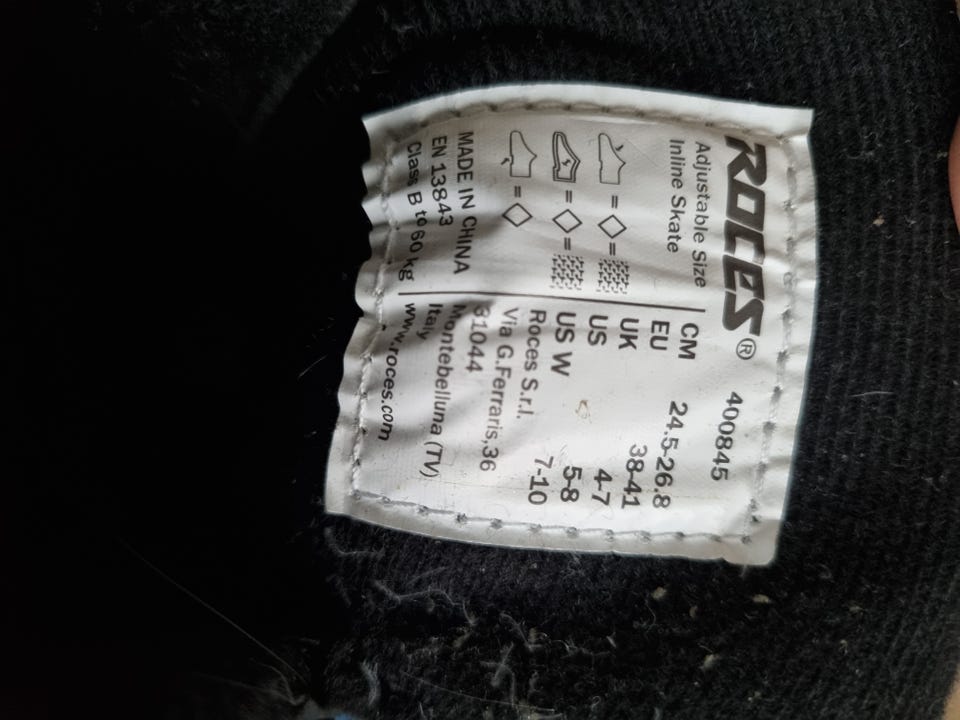 ROCES® 400845
Adjustable Size
Inline Skate
CM 24.5-26.8
EU 38-41
UK 4-7
US 5-8
US W 7-10
Roces S.r.l.
Via G.Ferraris,36
31044
Montebelluna (TV)
Italy
www.roces.com
= =
= =
=
MADE IN CHINA
EN 13843
Class B to 60 kg